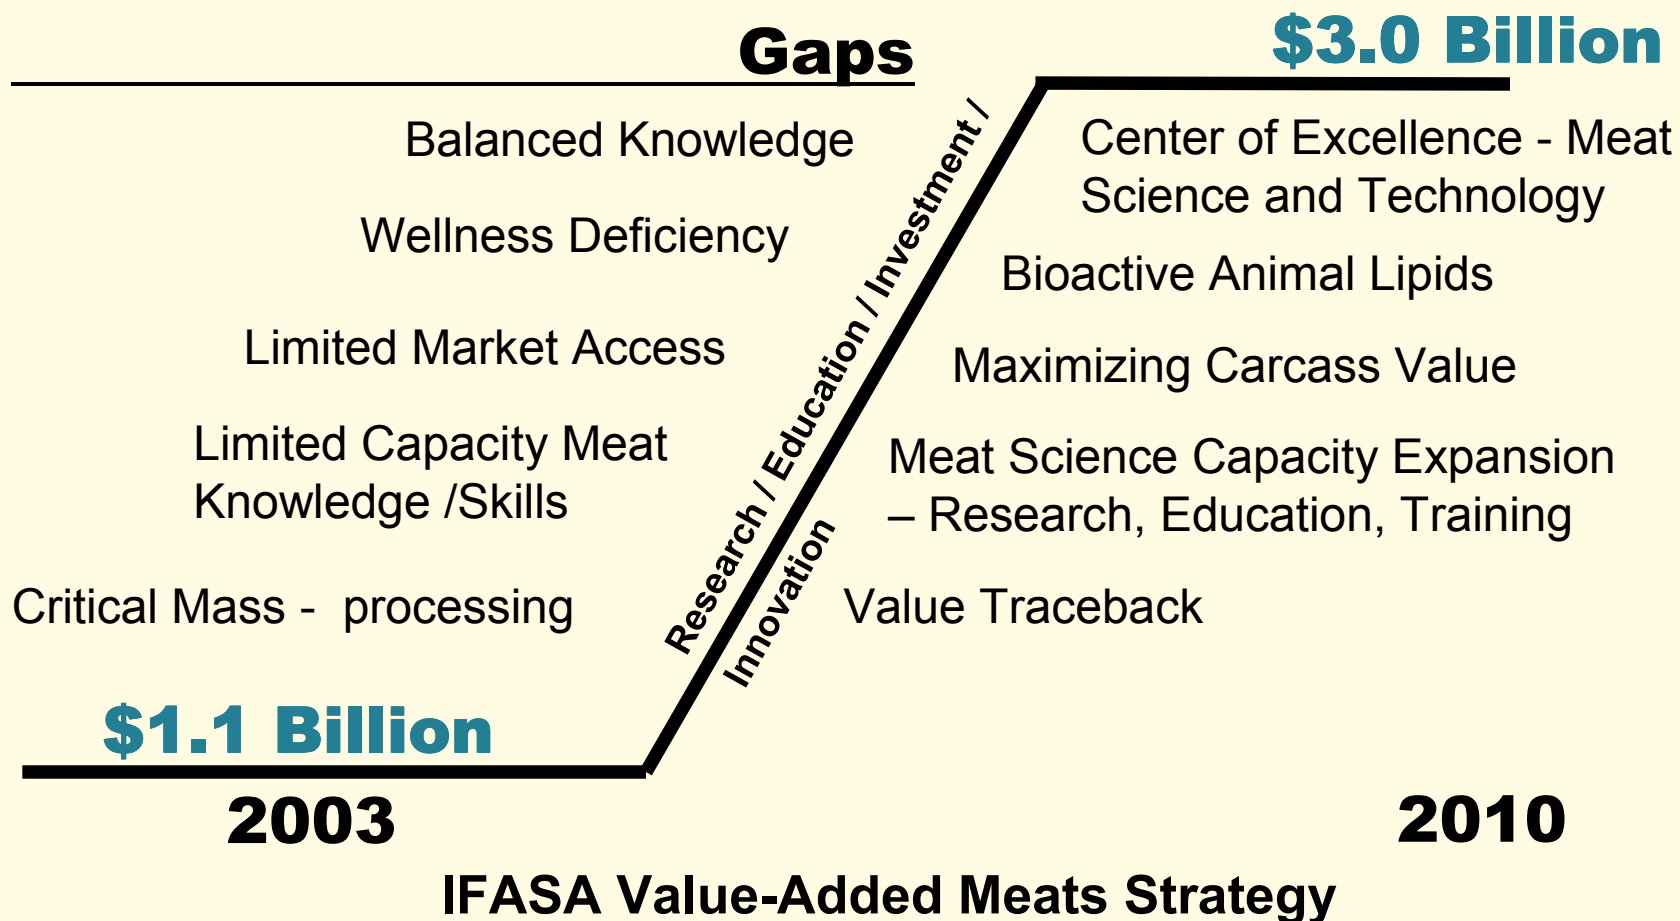 Gaps
$3.0 Billion
Balanced Knowledge
Wellness Deficiency
Limited Market Access
Limited Capacity Meat
Knowledge /Skills
Critical Mass -  processing
Research / Education / Investment /
Innovation
Center of Excellence - Meat
Science and Technology
Bioactive Animal Lipids
Maximizing Carcass Value
Meat Science Capacity Expansion
– Research, Education, Training
Value Traceback
$1.1 Billion
2003
2010
IFASA Value-Added Meats Strategy